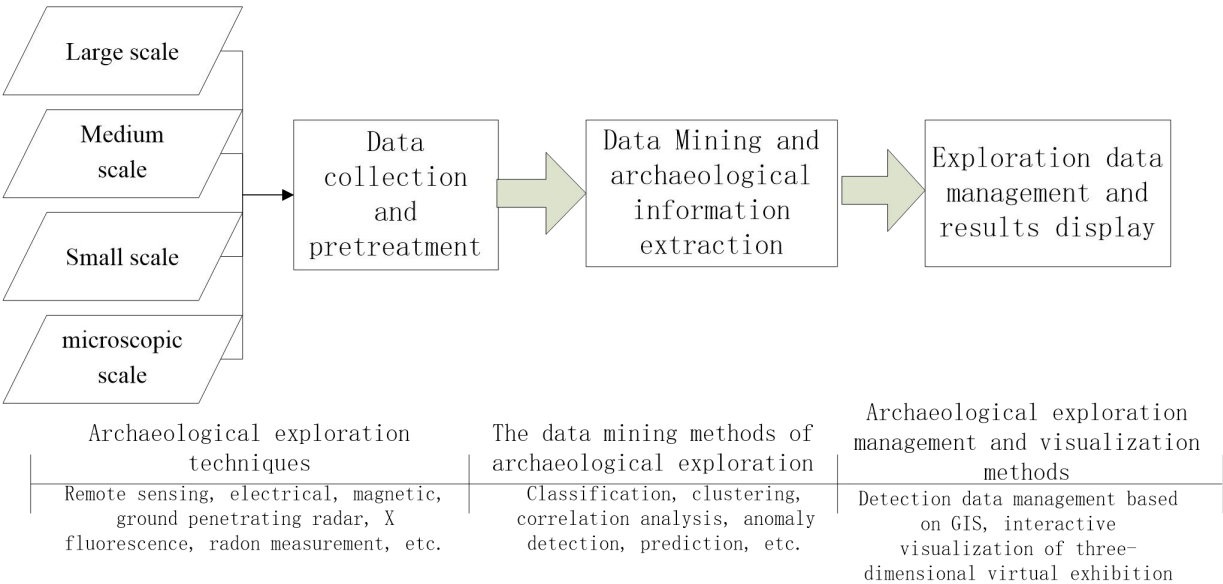 Large scale
Medium
scale
Small scale
microscopic
scale
Data
collection
and
pretreatment
Data Mining and
archaeological
information
extraction
Exploration data
management and
results display
Archaeological exploration
techniques
Remote sensing, electrical, magnetic,
ground penetrating radar, X
fluorescence, radon measurement, etc.
The data mining methods of
archaeological exploration
Classification, clustering,
correlation analysis, anomaly
detection, prediction, etc.
Archaeological exploration
management and visualization
methods
Detection data management based
on GIS, interactive
visualization of three-
dimensional virtual exhibition